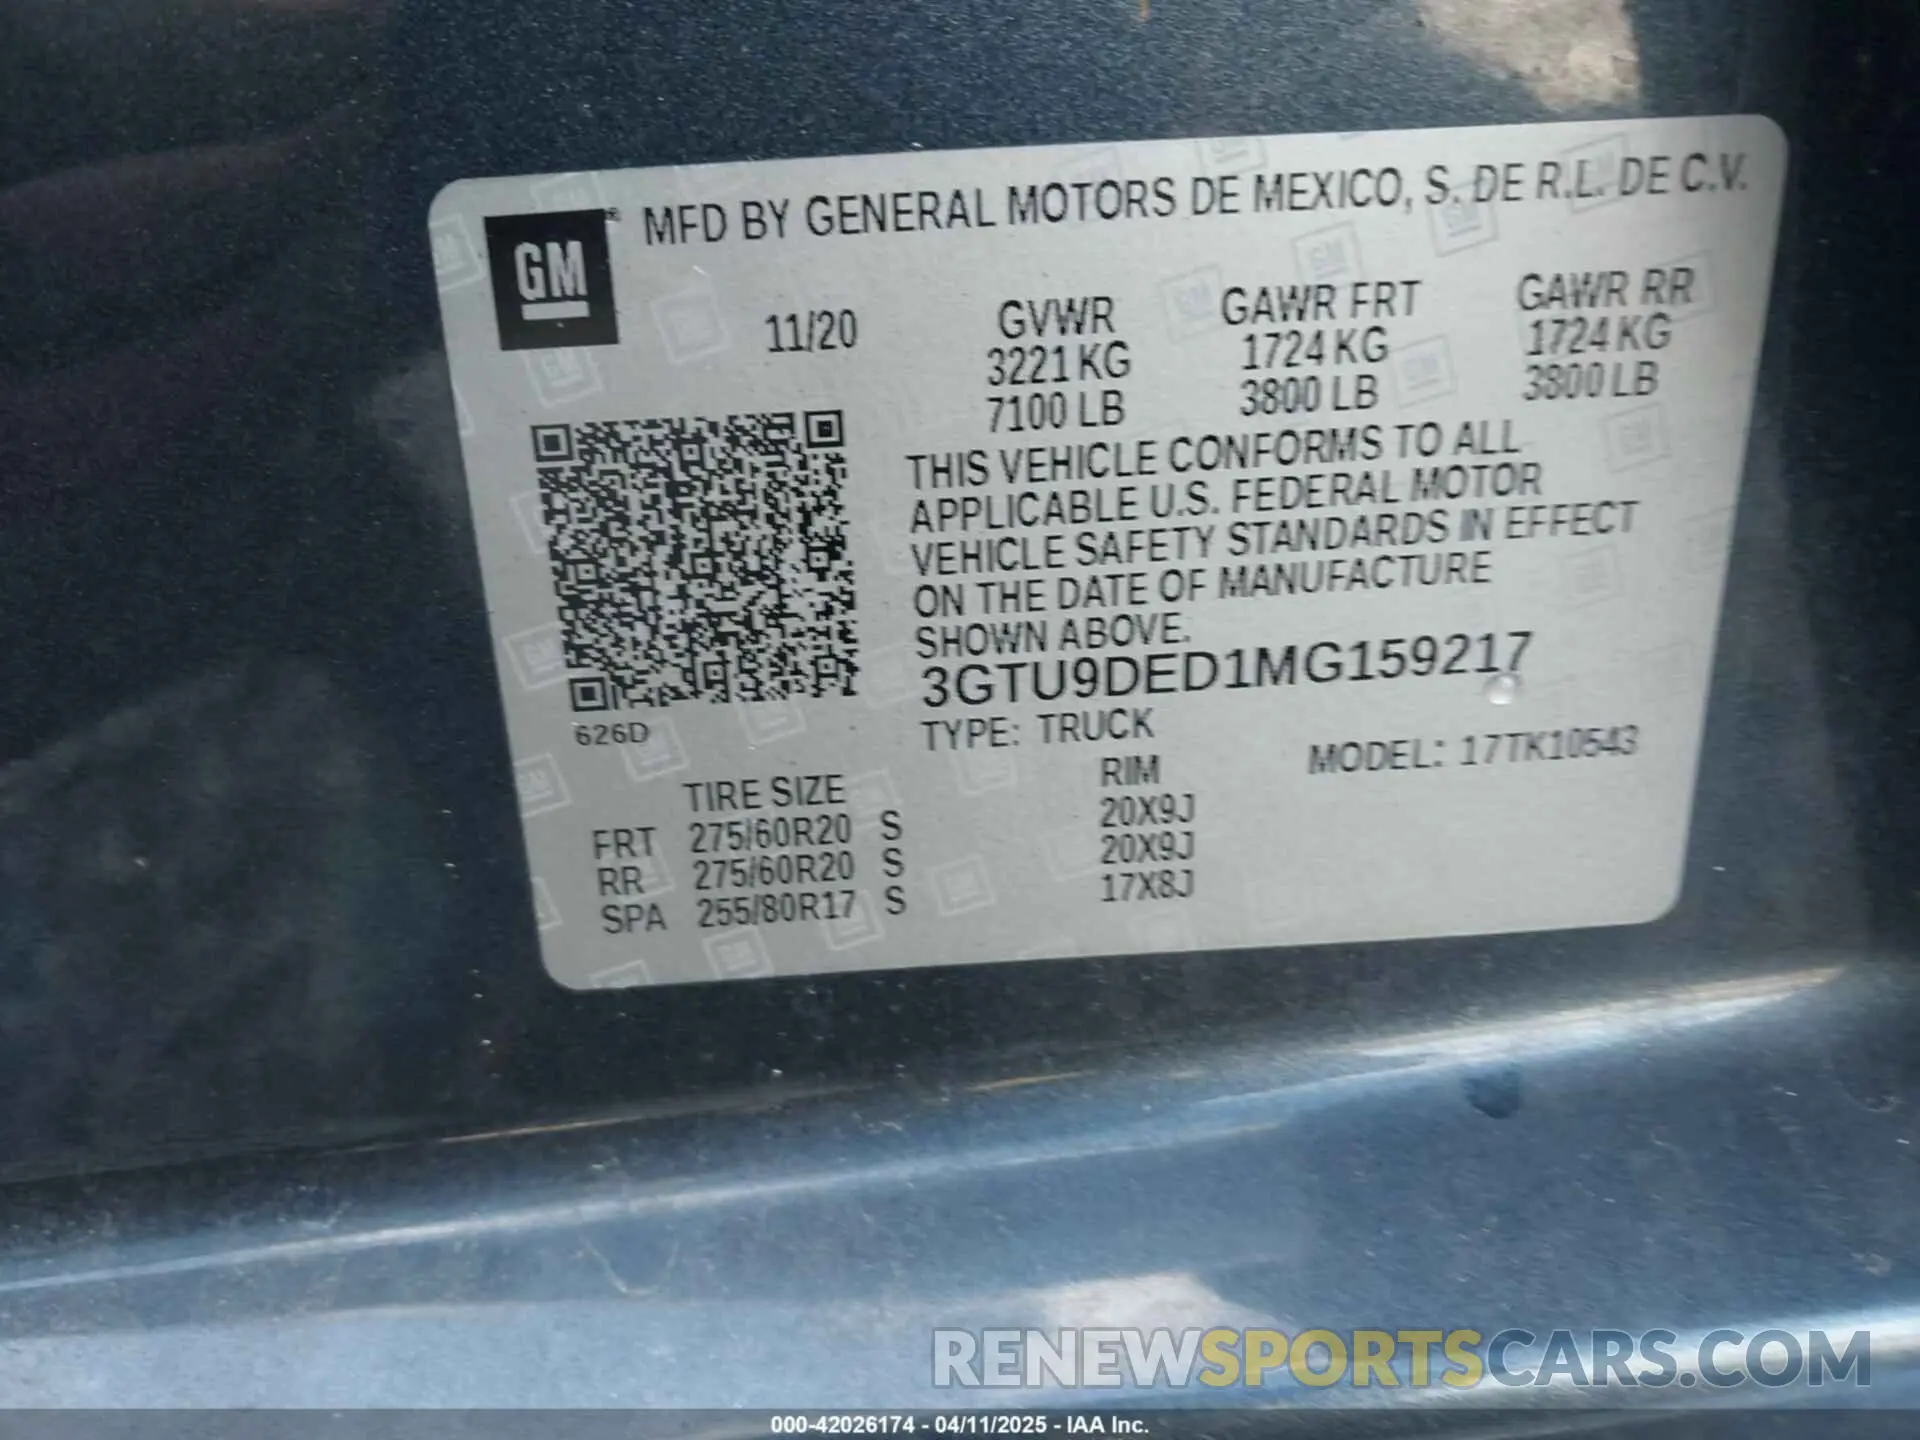 GM ® MFD BY GENERAL MOTORS DE MEXICO, S. DE R.L. DE C.V.
11/20 GVWR GAWR FRT GAWR RR
3221 KG 1724 KG 1724 KG
7100 LB 3800 LB 3800 LB
THIS VEHICLE CONFORMS TO ALL
APPLICABLE U.S. FEDERAL MOTOR
VEHICLE SAFETY STANDARDS IN EFFECT
ON THE DATE OF MANUFACTURE
SHOWN ABOVE.
3GTU9DED1MG159217
626D
TYPE: TRUCK MODEL: 17TK10543
TIRE SIZE RIM
FRT 275/60R20 S 20X9J
RR 275/60R20 S 20X9J
SPA 255/80R17 S 17X8J
RENEWSPORTSCARS.COM
000-42026174 - 04/11/2025 - IAA Inc.